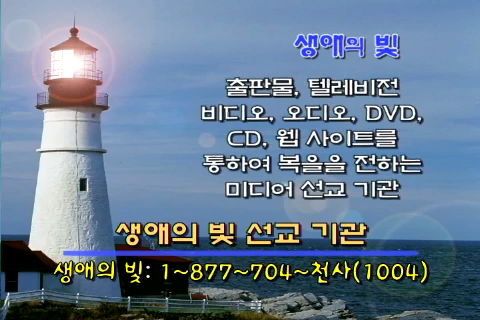 생애의 빛
출판물, 텔레비전
비디오, 오디오, DVD,
CD, 웹 사이트를
통하여 복을을 전하는
미디어 선교 기관
생애의 빛 선교 기관
생애의 빛: 1~877~704~천사(1004)